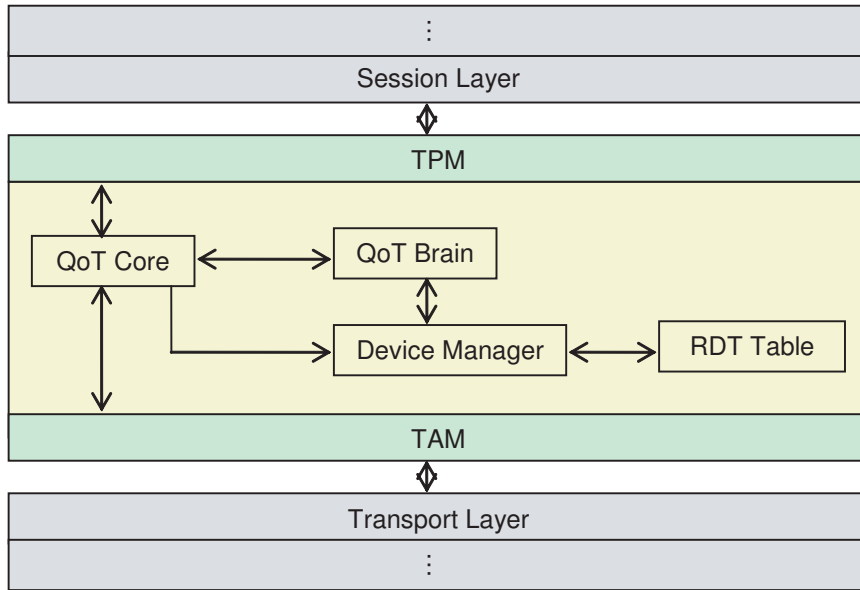 ⋮
Session Layer
TPM
QoT Core
QoT Brain
Device Manager
RDT Table
TAM
Transport Layer
⋮